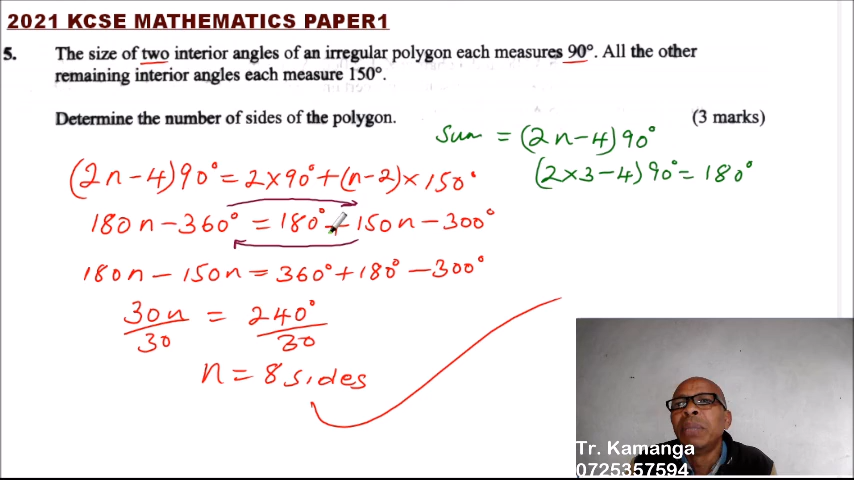 2021 KCSE MATHEMATICS PAPER1
5. The size of two interior angles of an irregular polygon each measures 90°. All the other
remaining interior angles each measure 150°.
Determine the number of sides of the polygon. (3 marks)
Sum = (2n-4)90°
(2×3-4)90°=180°
(2n-4)90°=2×90°+(n-2)×150°
180n-360°=180°+150n-300°
180n-150n=360°+180°-300°
30n/30 = 240°/30
n=8sides
Tr. Kamanga
0725357594